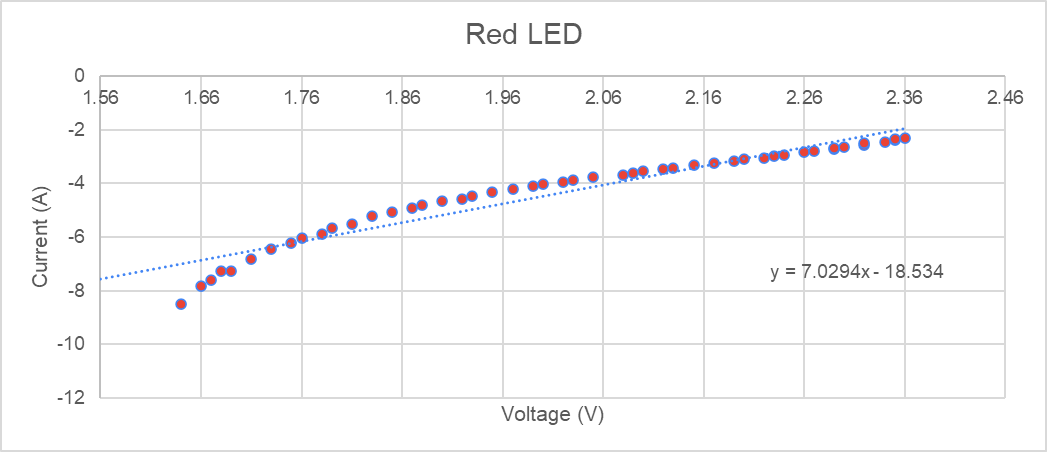 Red LED
0
1.56 1.66 1.76 1.86 1.96 2.06 2.16 2.26 2.36 2.46
-2
-4
-6
-8
-10
-12
Current (A)
y = 7.0294x - 18.534
Voltage (V)